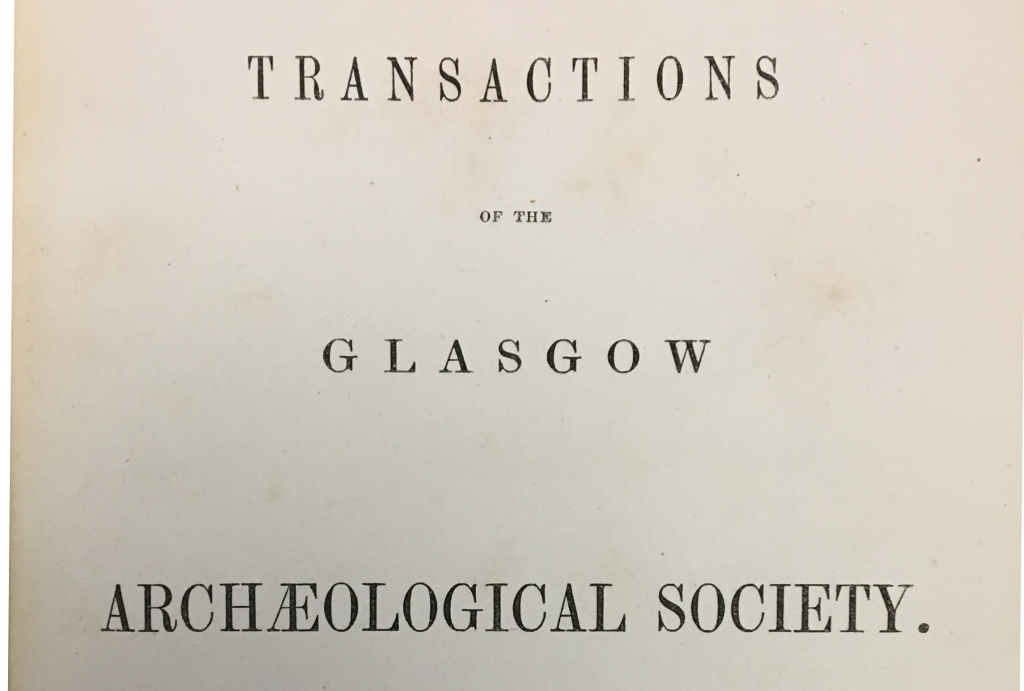 TRANSACTIONS
OF THE
GLASGOW
ARCHÆOLOGICAL SOCIETY.